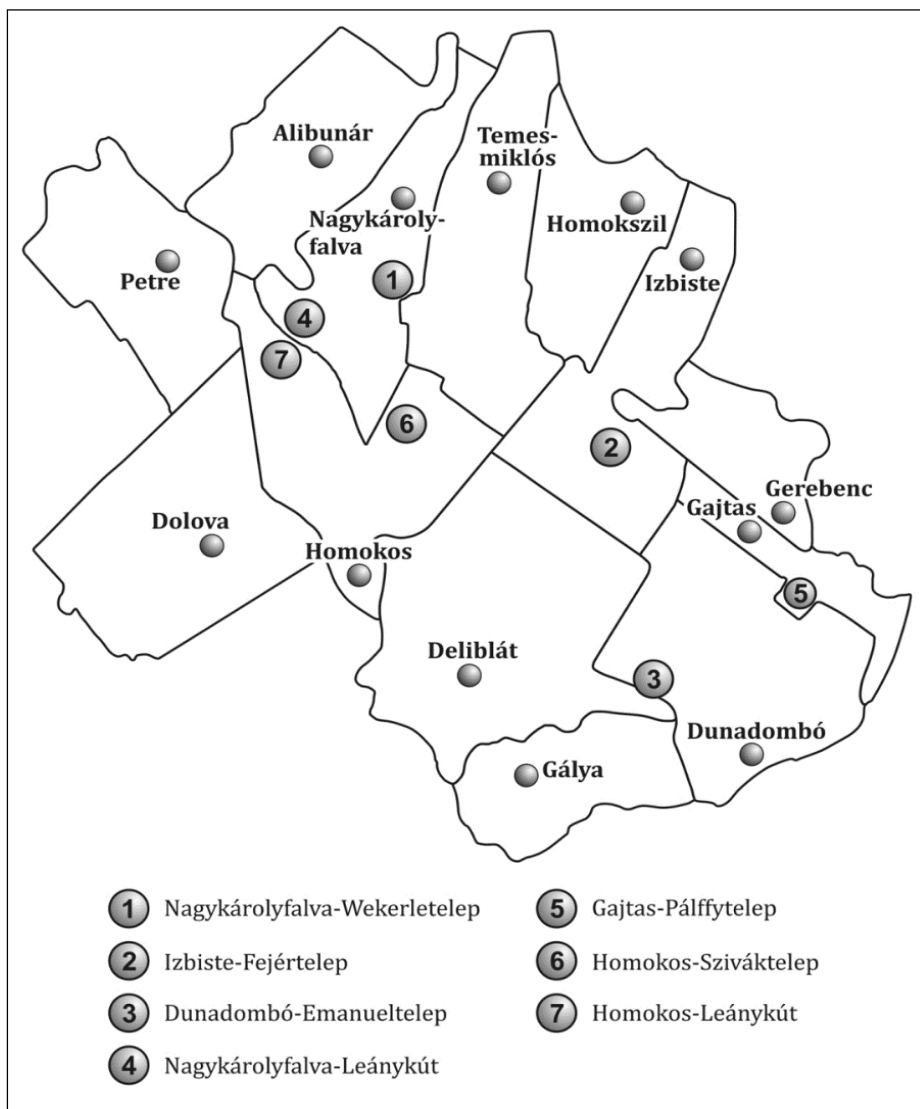 Alibunár
Temes-
miklós
Nagykároly-
falva
Homokszil
Petre
Izbiste
1
4
7
6
2
Gerebenc
Gajtas
Dolova
Homokos
5
Deliblát
3
Dunadombó
Gálya
1 Nagykárolyfalva-Wekerletelep
2 Izbiste-Fejértelep
3 Dunadombó-Emanueltelep
4 Nagykárolyfalva-Leánykút
5 Gajtas-Pálffytelep
6 Homokos-Sziváktelep
7 Homokos-Leánykút